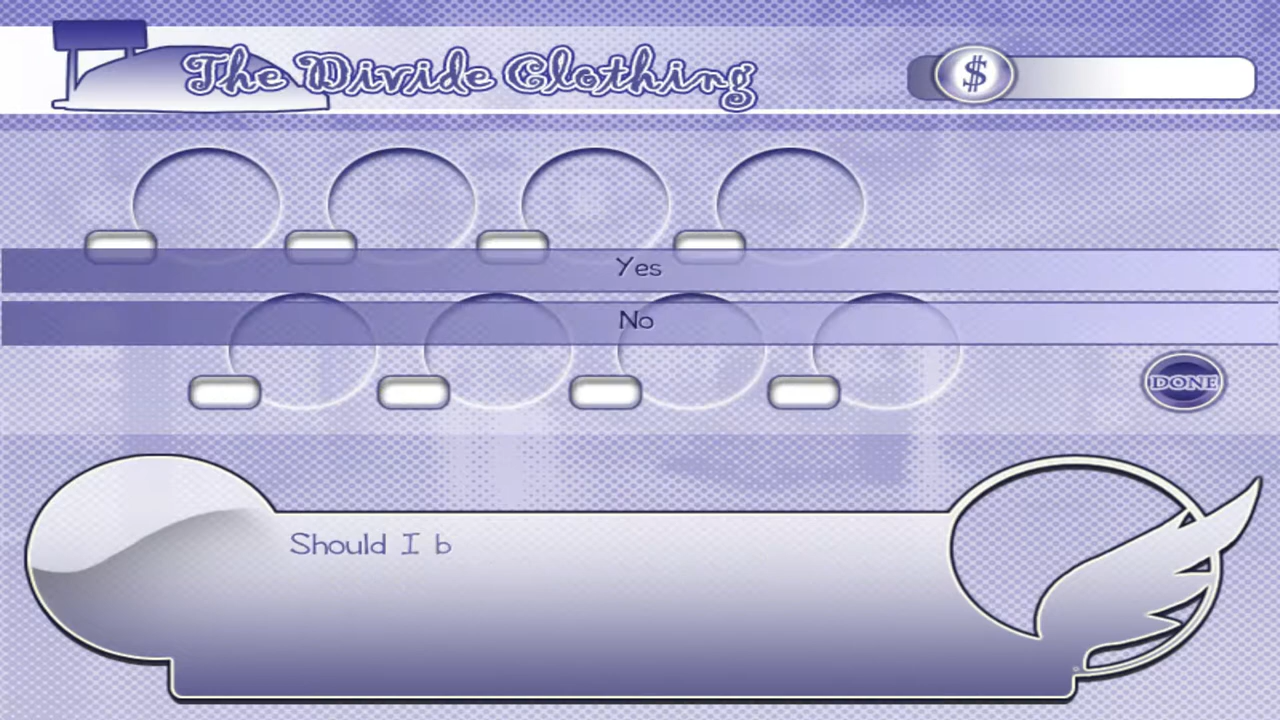 The Divide Clothing
$
Yes
No
DONE
Should I b